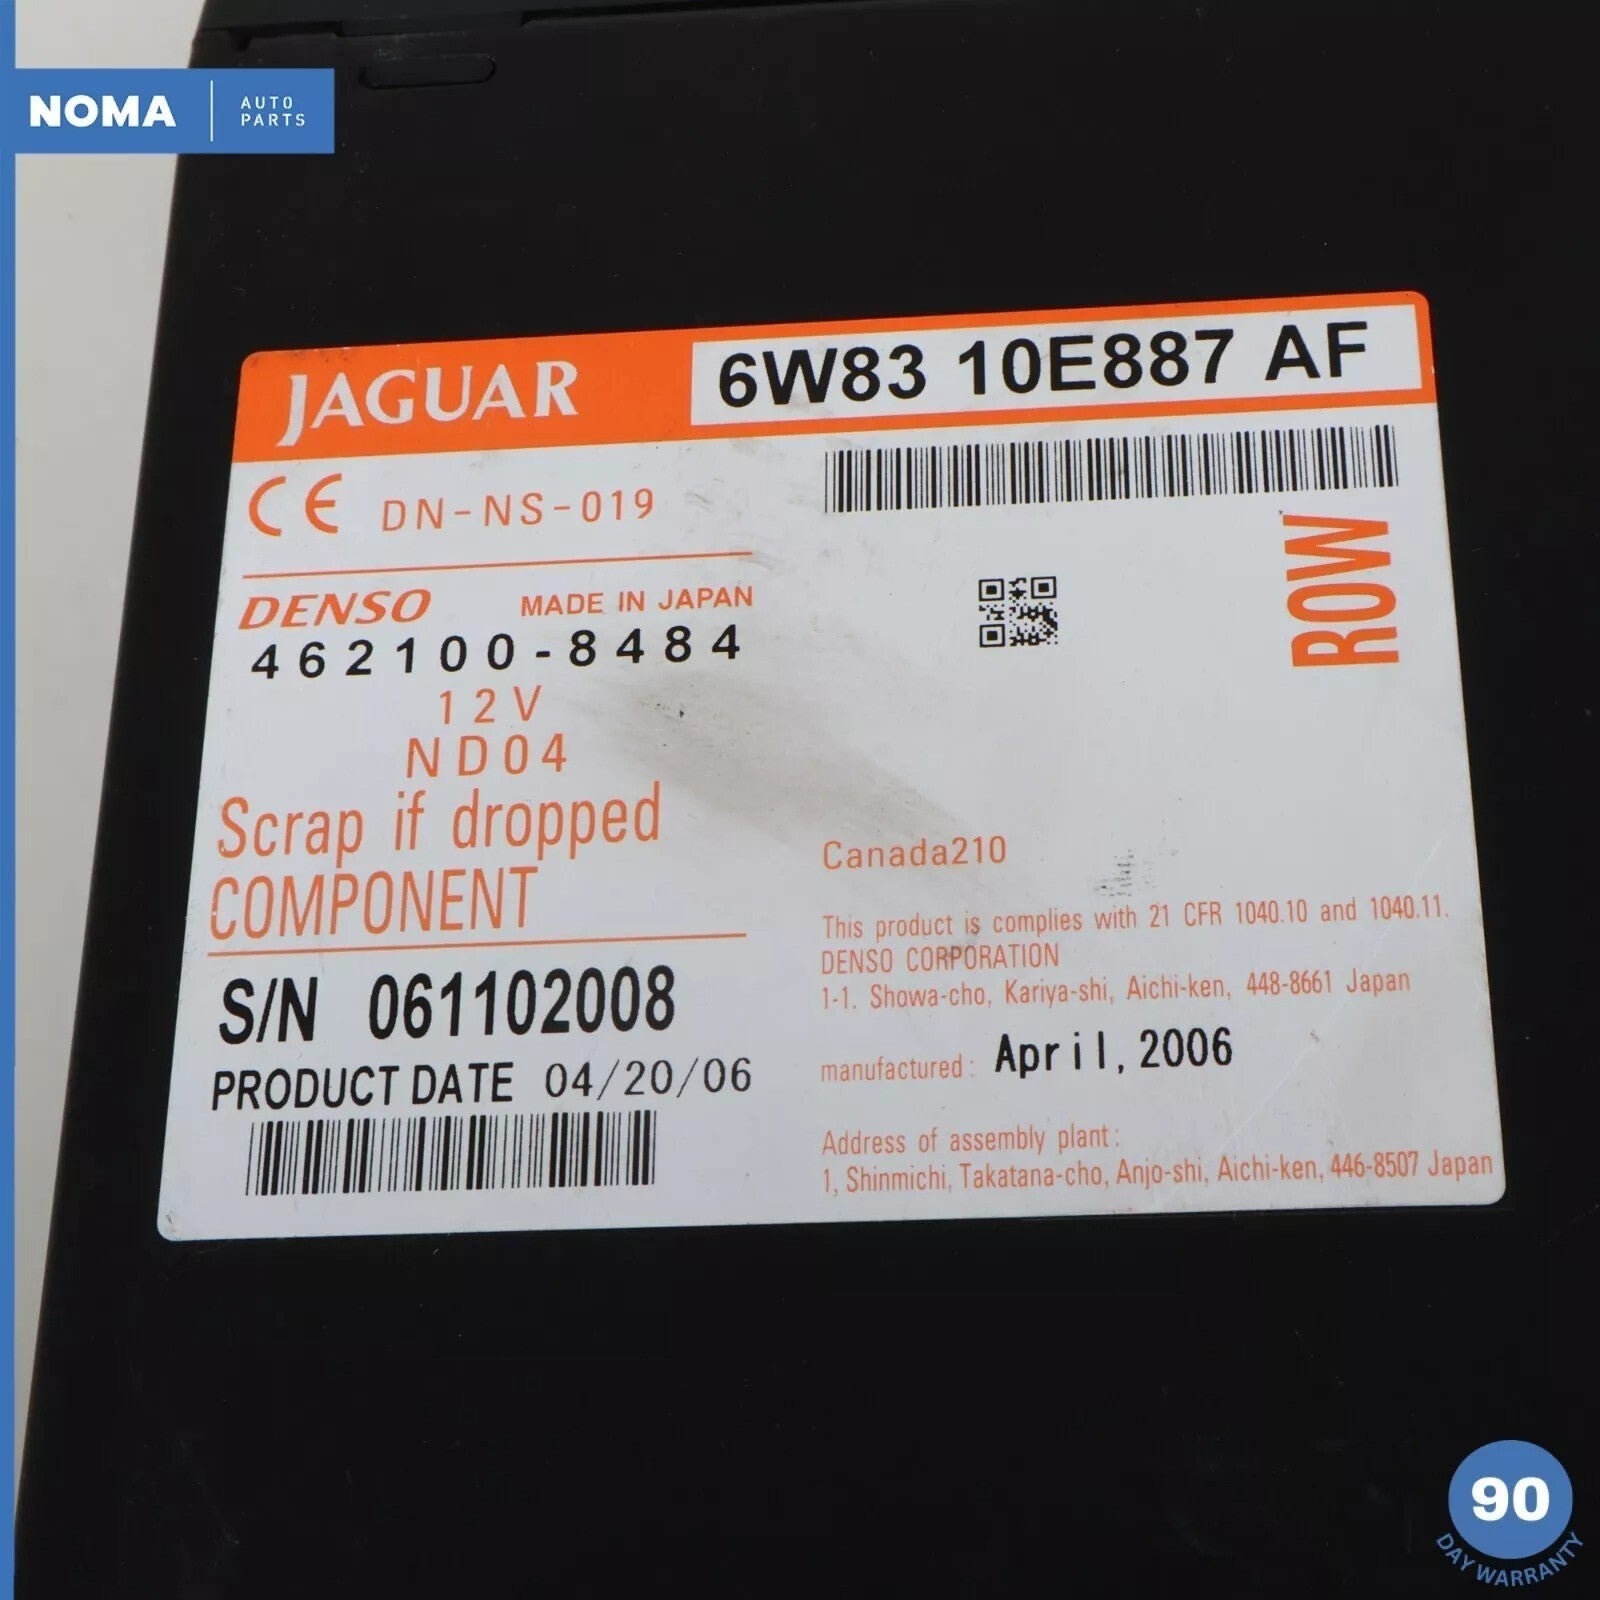 NOMA AUTO PARTS
JAGUAR 6W83 10E887 AF
CE DN-NS-019
ROW
DENSO MADE IN JAPAN
462100-8484
12V
ND04
Scrap if dropped
COMPONENT
S/N 061102008
PRODUCT DATE 04/20/06
Canada210
This product is complies with 21 CFR 1040.10 and 1040.11.
DENSO CORPORATION
1-1. Showa-cho, Kariya-shi, Aichi-ken, 448-8661 Japan
manufactured: April, 2006
Address of assembly plant:
1, Shinmichi, Takatana-cho, Anjo-shi, Aichi-ken, 446-8507 Japan
90
DAY WARRANTY